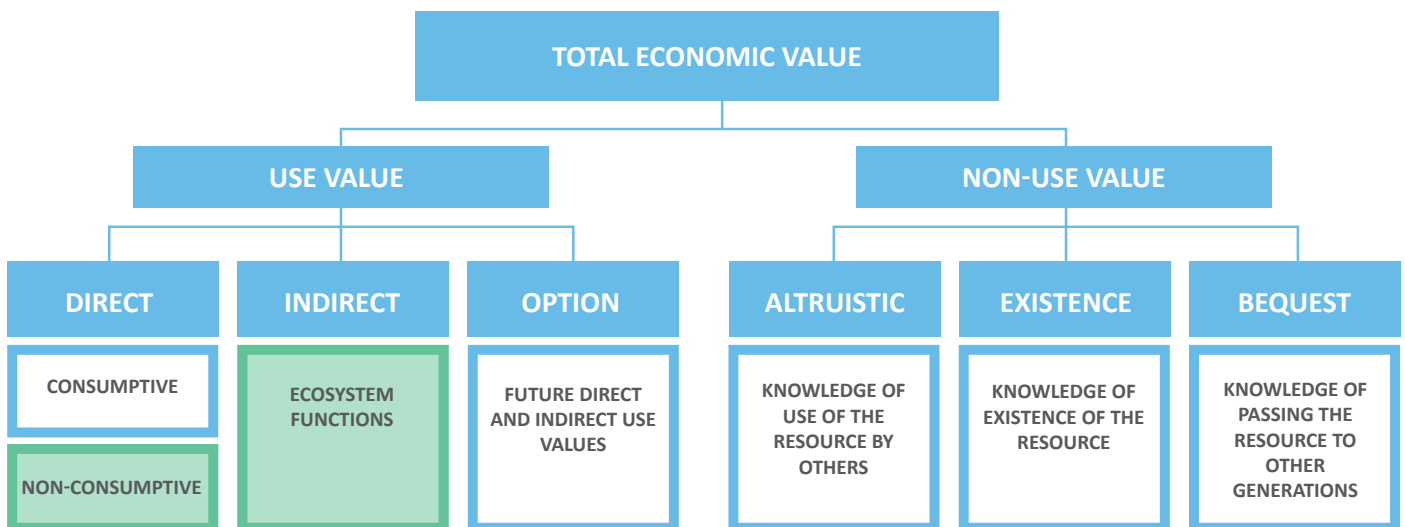 TOTAL ECONOMIC VALUE
USE VALUE
NON-USE VALUE
DIRECT
INDIRECT
OPTION
ALTRUISTIC
EXISTENCE
BEQUEST
CONSUMPTIVE
NON-CONSUMPTIVE
ECOSYSTEM
FUNCTIONS
FUTURE DIRECT
AND INDIRECT USE
VALUES
KNOWLEDGE OF
USE OF THE
RESOURCE BY
OTHERS
KNOWLEDGE OF
EXISTENCE OF THE
RESOURCE
KNOWLEDGE OF
PASSING THE
RESOURCE TO
OTHER
GENERATIONS